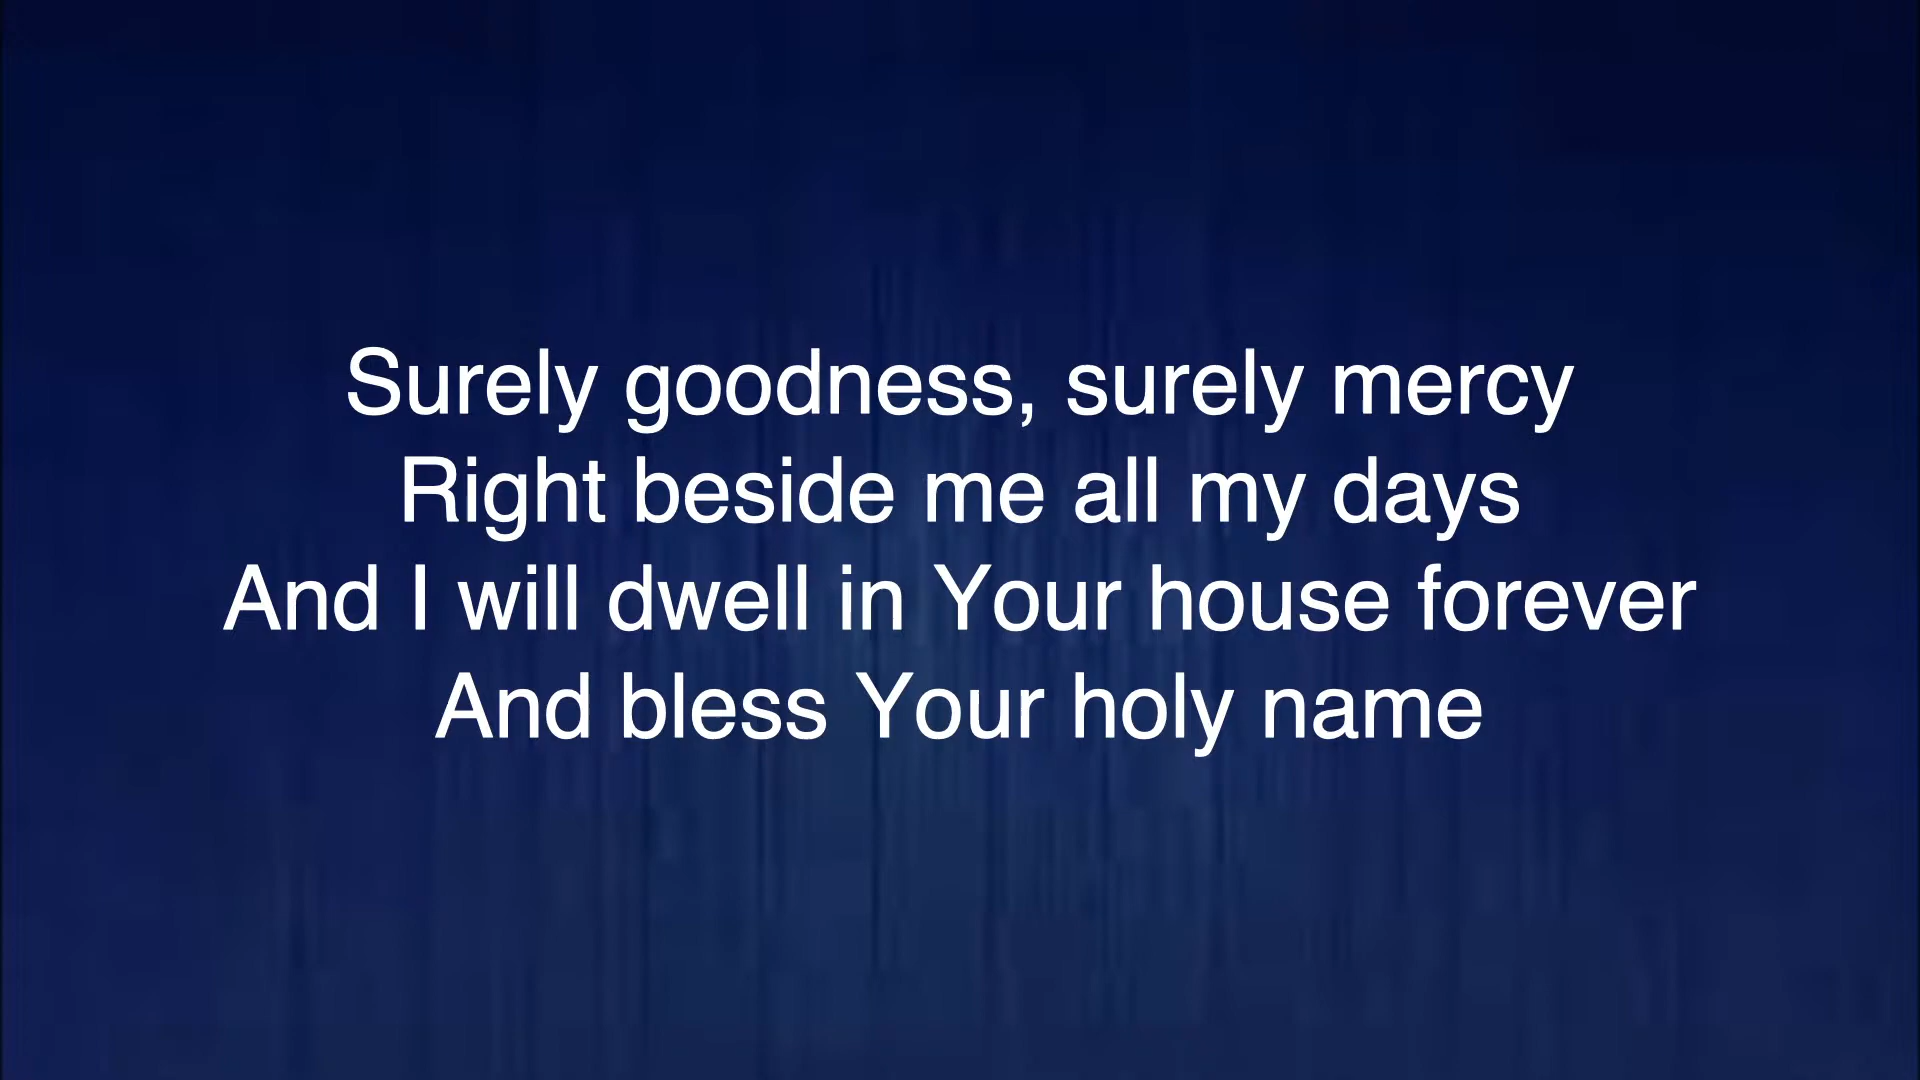 Surely goodness, surely mercy
Right beside me all my days
And I will dwell in Your house forever
And bless Your holy name